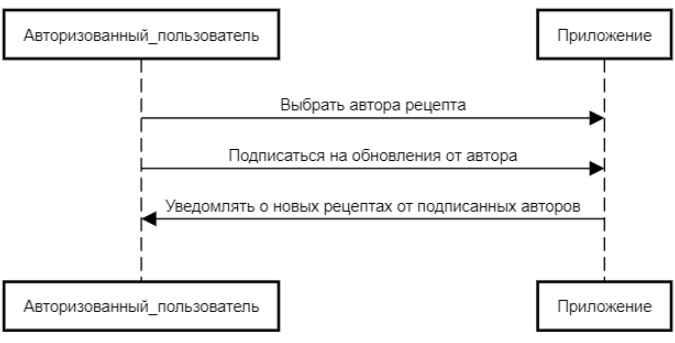 Авторизованный_пользователь
Приложение
Выбрать автора рецепта
Подписаться на обновления от автора
Уведомлять о новых рецептах от подписанных авторов
Авторизованный_пользователь
Приложение